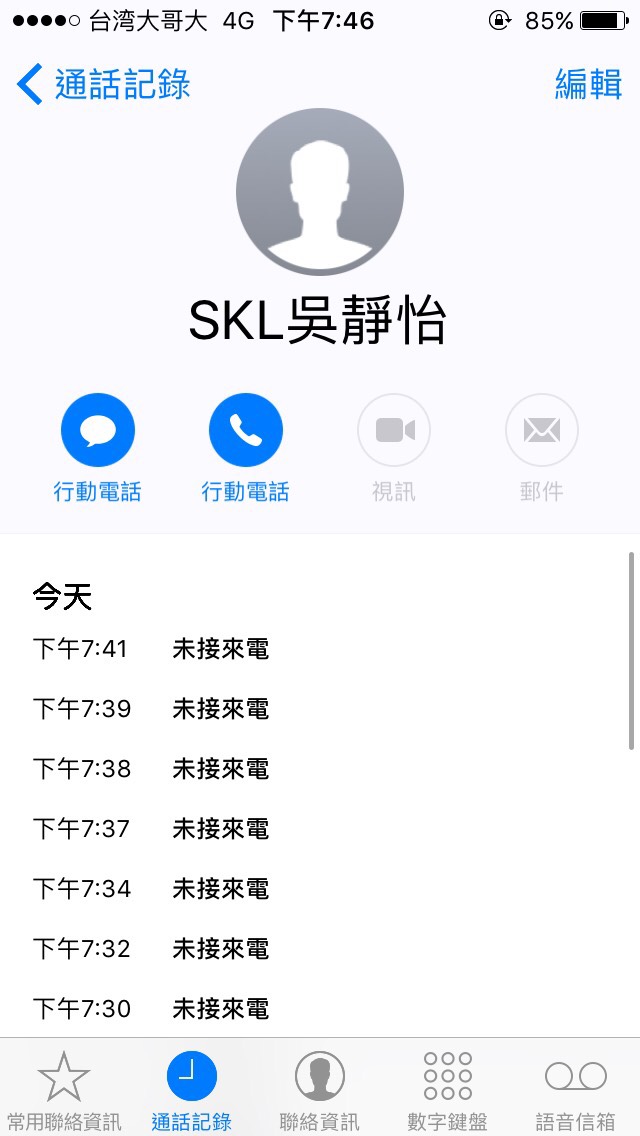 台湾大哥大 4G 下午7:46 85%
通話記錄 編輯
SKL吳靜怡
行動電話 行動電話 視訊 郵件
今天
下午7:41 未接來電
下午7:39 未接來電
下午7:38 未接來電
下午7:37 未接來電
下午7:34 未接來電
下午7:32 未接來電
下午7:30 未接來電
常用聯絡資訊 通話記錄 聯絡資訊 數字鍵盤 語音信箱